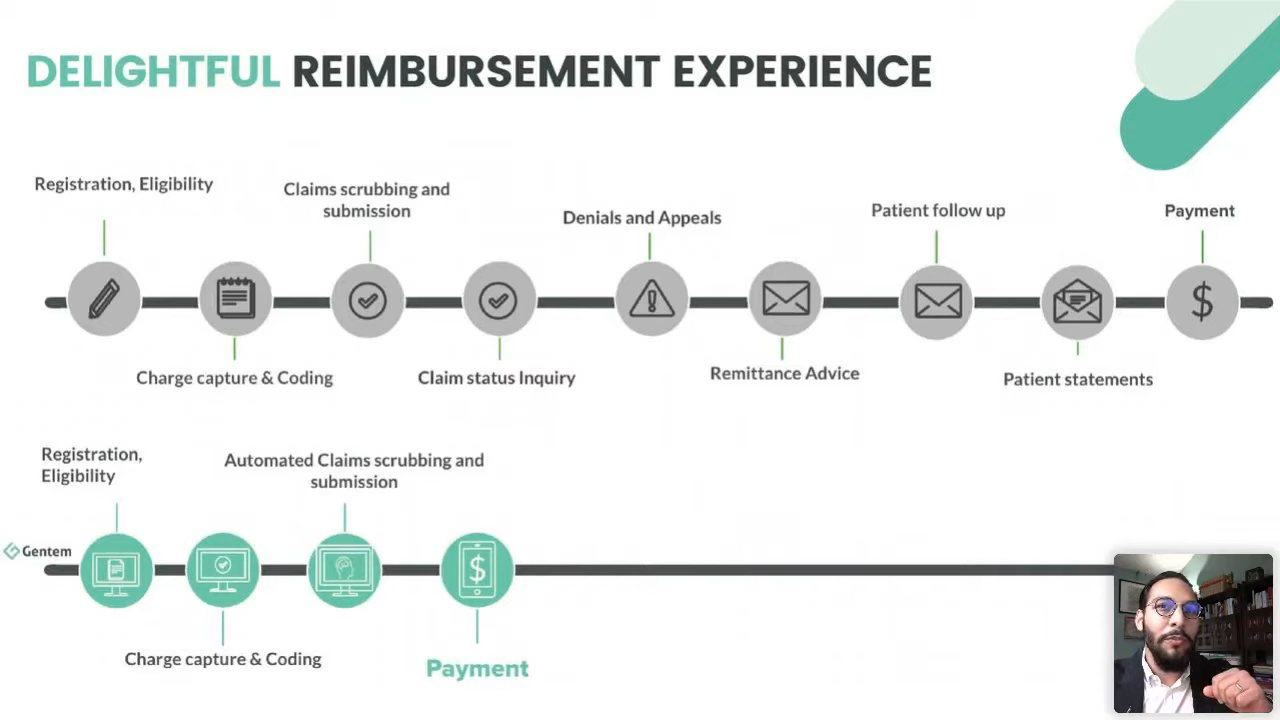 DELIGHTFUL REIMBURSEMENT EXPERIENCE
Registration, Eligibility
Claims scrubbing and
submission
Denials and Appeals
Patient follow up
Payment
$
Charge capture & Coding
Claim status Inquiry
Remittance Advice
Patient statements
Registration,
Eligibility
Automated Claims scrubbing and
submission
Gentem
$
Charge capture & Coding
Payment